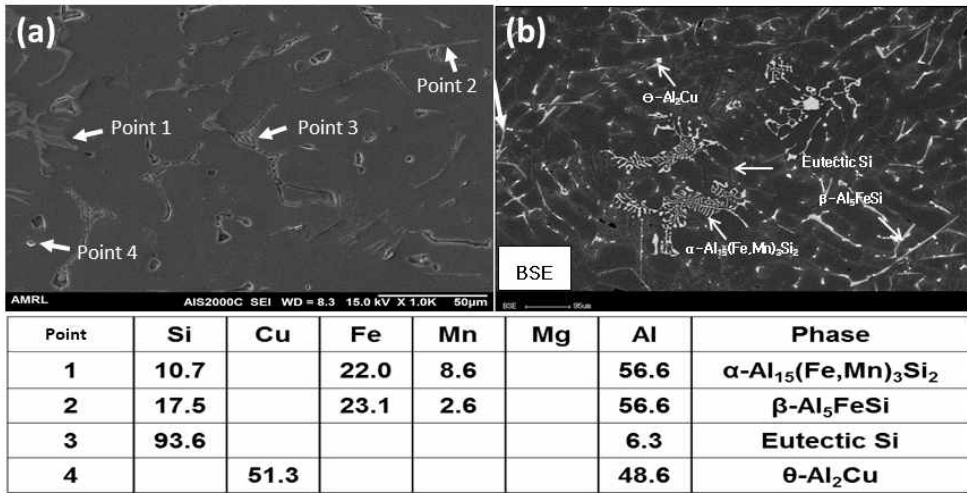 (a)
Point 2
Point 1
Point 3
Point 4
AMRL AIS2000C SEI WD = 8.3 15.0 kV X 1.0K 50µm
(b)
Θ-Al₂Cu
Eutectic Si
β-Al₅FeSi
α-Al₁₅(Fe,Mn)₃Si₂
BSE
BSE 95um
Point Si Cu Fe Mn Mg Al Phase
1 10.7 22.0 8.6 56.6 α-Al₁₅(Fe,Mn)₃Si₂
2 17.5 23.1 2.6 56.6 β-Al₅FeSi
3 93.6 6.3 Eutectic Si
4 51.3 48.6 θ-Al₂Cu